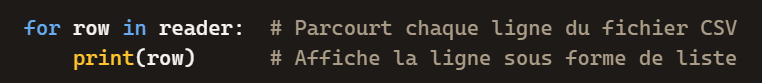 for row in reader:  # Parcourt chaque ligne du fichier CSV
    print(row)      # Affiche la ligne sous forme de liste